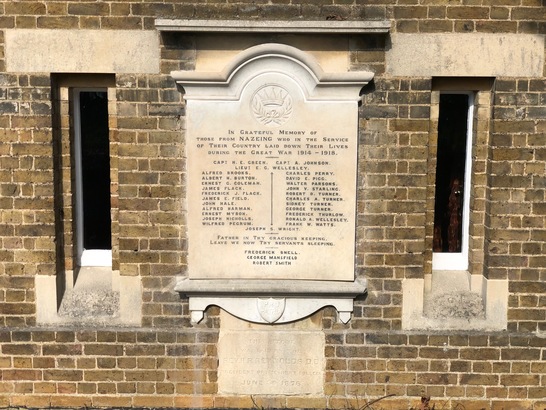 IN GRATEFUL MEMORY OF
THOSE FROM NAZEING WHO IN THE SERVICE
OF THEIR COUNTRY LAID DOWN THEIR LIVES
DURING THE GREAT WAR 1914-1918.
CAPT. H. E. GREEN. CAPT. A. JOHNSON.
LIEUT. E. G. WELLESLEY.
ALFRED BROOKS.
ALBERT G. BURTON.
ERNEST G. COLEMAN.
JAMES FLACK.
FREDERICK J. FLACK.
JAMES E. FIELD.
JOHN HALE.
ALFRED HARMAN.
ERNEST MYSON.
JOSEPH NICHOLLS.
WILFRED PEGRUM.
CHARLES PERRY.
DAVID E. PIGG.
WALTER PARSONS.
JOHN V. STARLING.
ROBERT D. TURNER.
CHARLES A. TURNER.
SIDNEY TURNER.
GEORGE TURNER.
FREDERICK THURLOW.
RONALD A. WELLESLEY.
FRANK W. WATTS.
JOSEPH S. WRIGHT.
FATHER IN THY GRACIOUS KEEPING,
LEAVE WE NOW THY SERVANTS SLEEPING.
FREDERICK SNELL
GEORGE MANLFIELD
ROBERT SMITH